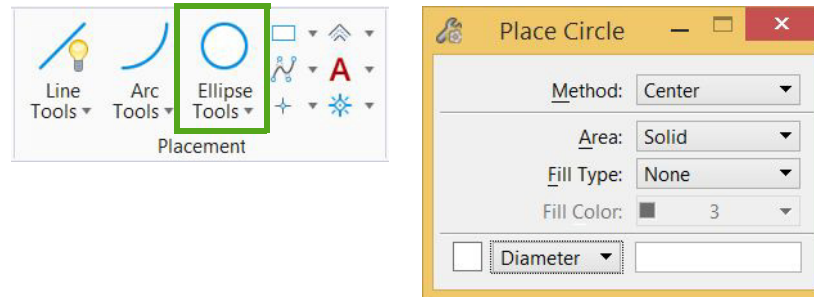 Line
Tools
Arc
Tools
Ellipse
Tools
A
Placement
Place Circle
Method: Center
Area: Solid
Fill Type: None
Fill Color: 3
Diameter